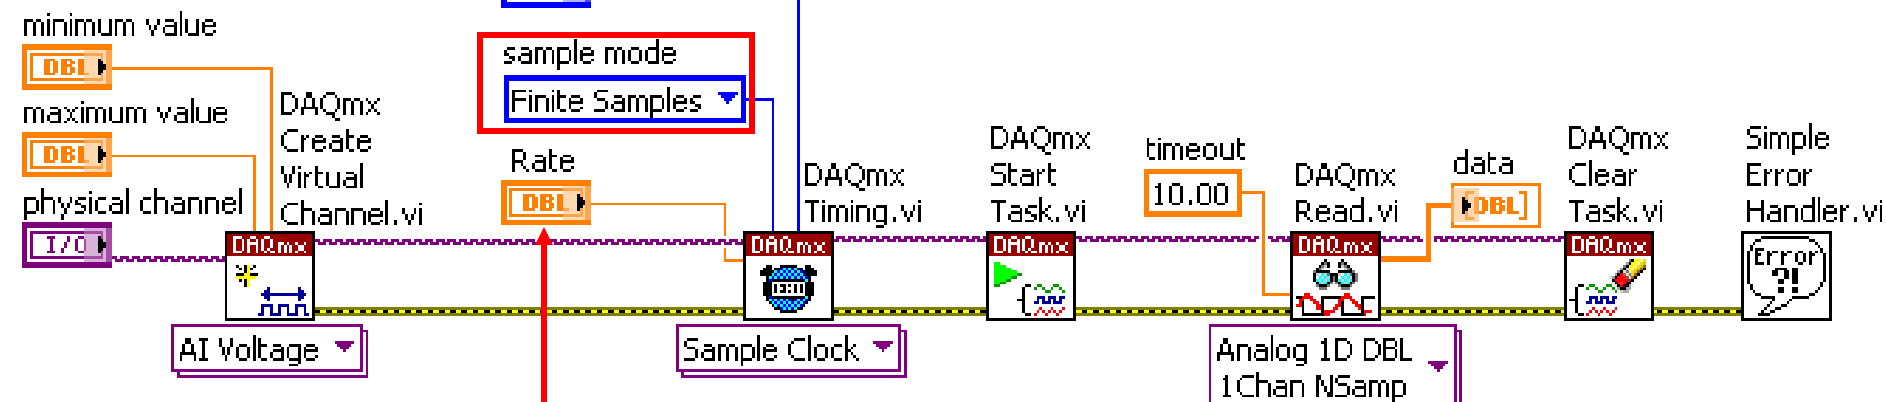 minimum value
DBL
maximum value
DBL
physical channel
I/O
DAQmx
Create
Virtual
Channel.vi
DAQmx
AI Voltage
sample mode
Finite Samples
Rate
DBL
DAQmx
Timing.vi
DAQmx
Sample Clock
DAQmx
Start
Task.vi
DAQmx
timeout
10.00
DAQmx
Read.vi
DAQmx
Analog 1D DBL
1Chan NSamp
data
[DBL]
DAQmx
Clear
Task.vi
DAQmx
Simple
Error
Handler.vi
Error
?!